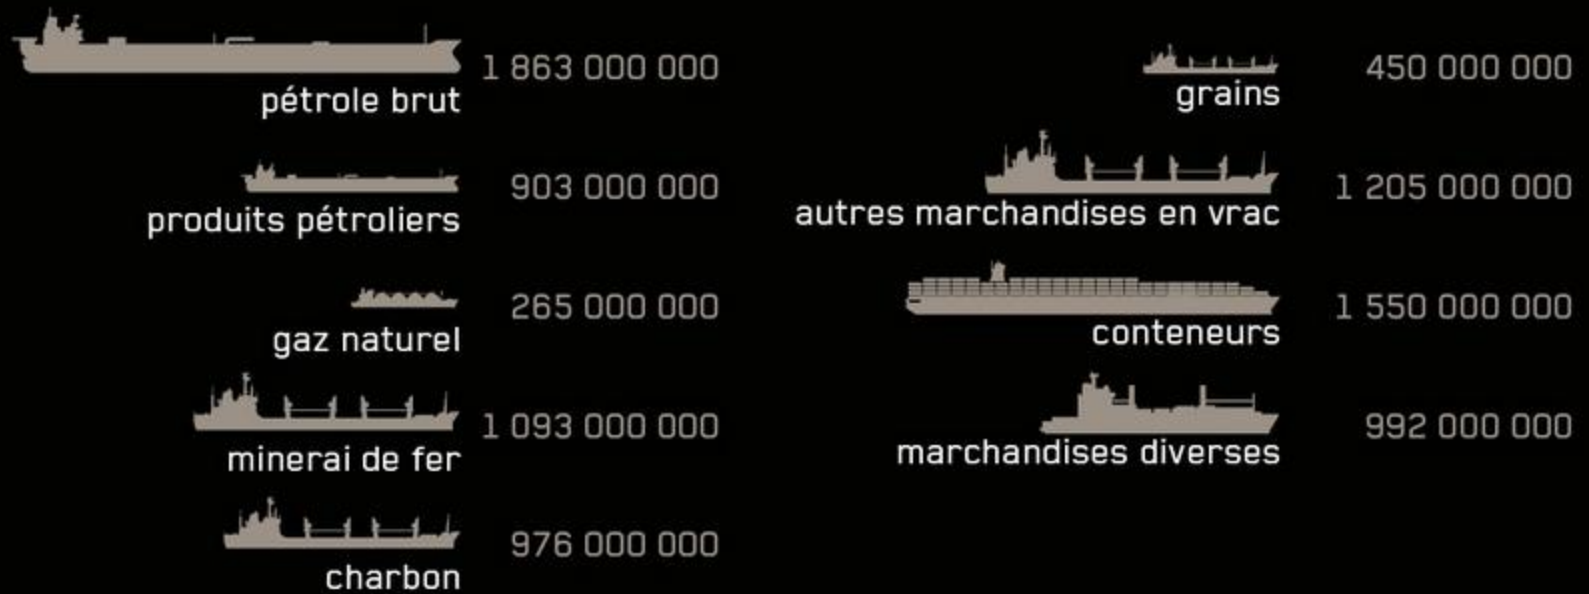 1 863 000 000
pétrole brut
903 000 000
produits pétroliers
265 000 000
gaz naturel
1 093 000 000
minerai de fer
976 000 000
charbon
450 000 000
grains
1 205 000 000
autres marchandises en vrac
1 550 000 000
conteneurs
992 000 000
marchandises diverses